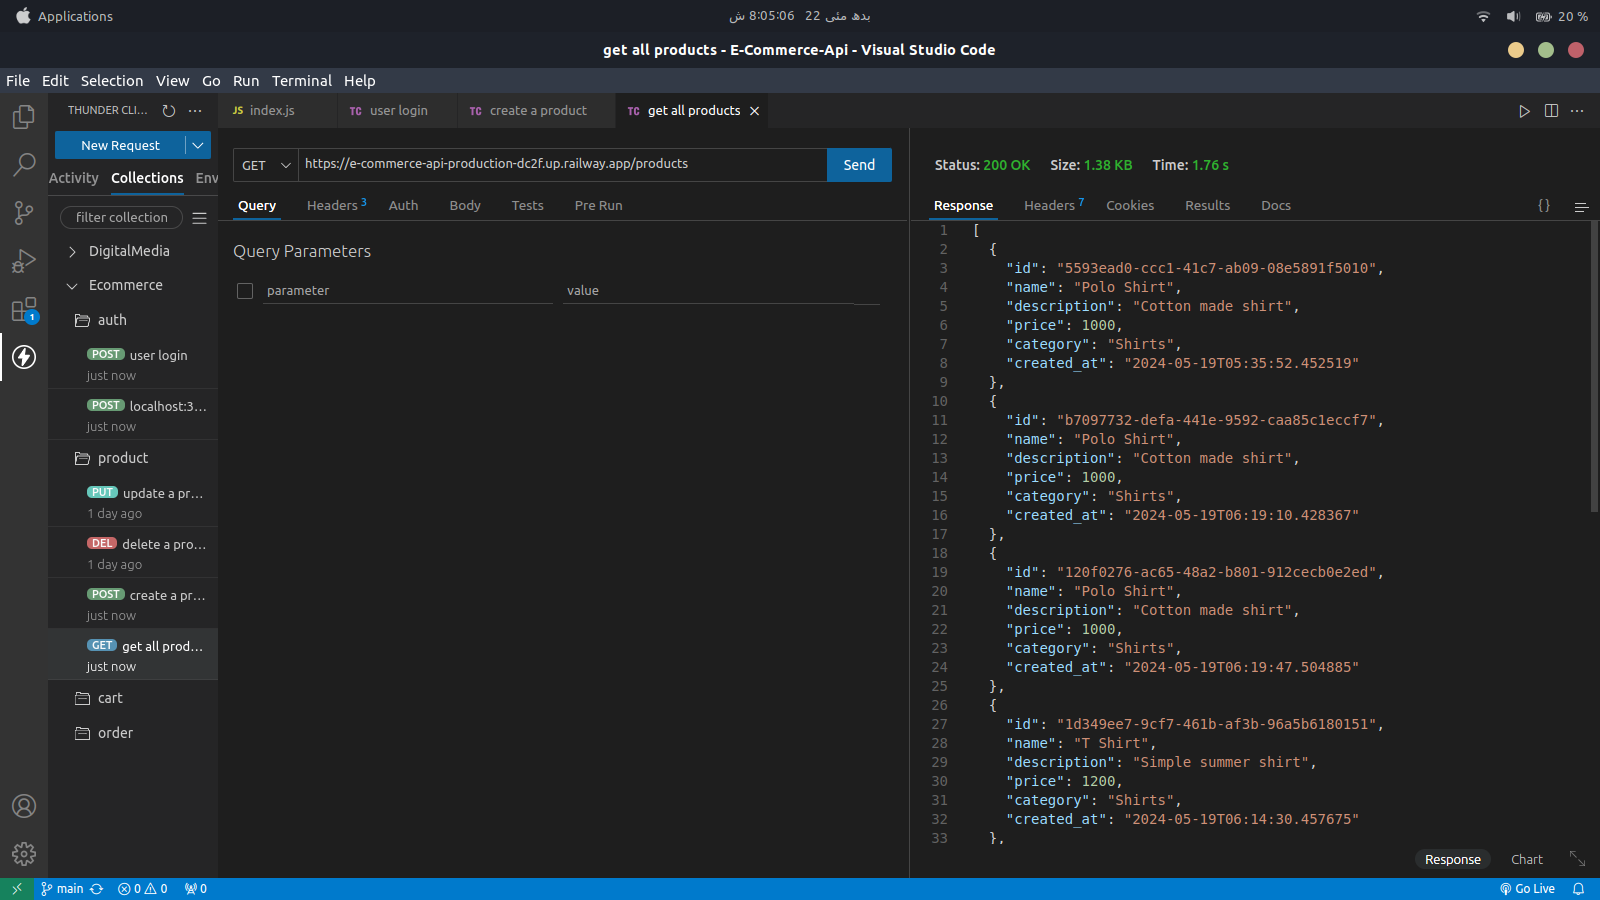 Applications
بدھ مئی 22 8:05:06 ش
20 %
get all products - E-Commerce-Api - Visual Studio Code
File Edit Selection View Go Run Terminal Help
THUNDER CLI... ...
JS index.js
TC user login
TC create a product
TC get all products
New Request
Activity Collections Env
filter collection
DigitalMedia
Ecommerce
auth
POST user login
just now
POST localhost:3...
just now
product
PUT update a pr...
1 day ago
DEL delete a pro...
1 day ago
POST create a pr...
just now
GET get all prod...
just now
cart
order
1
GET https://e-commerce-api-production-dc2f.up.railway.app/products Send
Query Headers 3 Auth Body Tests Pre Run
Query Parameters
parameter value
Status: 200 OK Size: 1.38 KB Time: 1.76 s
Response Headers 7 Cookies Results Docs {}
1 [
2 {
3 "id": "5593ead0-ccc1-41c7-ab09-08e5891f5010",
4 "name": "Polo Shirt",
5 "description": "Cotton made shirt",
6 "price": 1000,
7 "category": "Shirts",
8 "created_at": "2024-05-19T05:35:52.452519"
9 },
10 {
11 "id": "b7097732-defa-441e-9592-caa85c1eccf7",
12 "name": "Polo Shirt",
13 "description": "Cotton made shirt",
14 "price": 1000,
15 "category": "Shirts",
16 "created_at": "2024-05-19T06:19:10.428367"
17 },
18 {
19 "id": "120f0276-ac65-48a2-b801-912cecb0e2ed",
20 "name": "Polo Shirt",
21 "description": "Cotton made shirt",
22 "price": 1000,
23 "category": "Shirts",
24 "created_at": "2024-05-19T06:19:47.504885"
25 },
26 {
27 "id": "1d349ee7-9cf7-461b-af3b-96a5b6180151",
28 "name": "T Shirt",
29 "description": "Simple summer shirt",
30 "price": 1200,
31 "category": "Shirts",
32 "created_at": "2024-05-19T06:14:30.457675"
33 },
Response Chart
main 0 0 0 Go Live